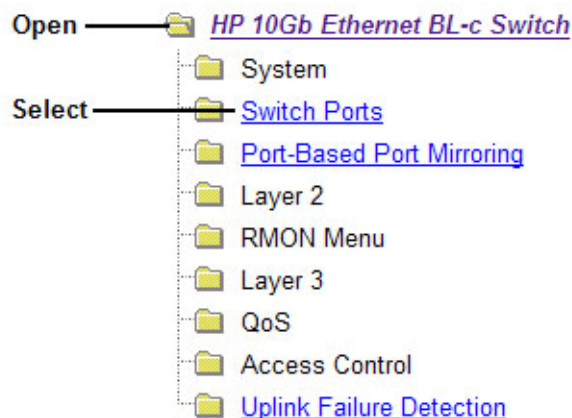 Open HP 10Gb Ethernet BL-c Switch
System
Select Switch Ports
Port-Based Port Mirroring
Layer 2
RMON Menu
Layer 3
QoS
Access Control
Uplink Failure Detection